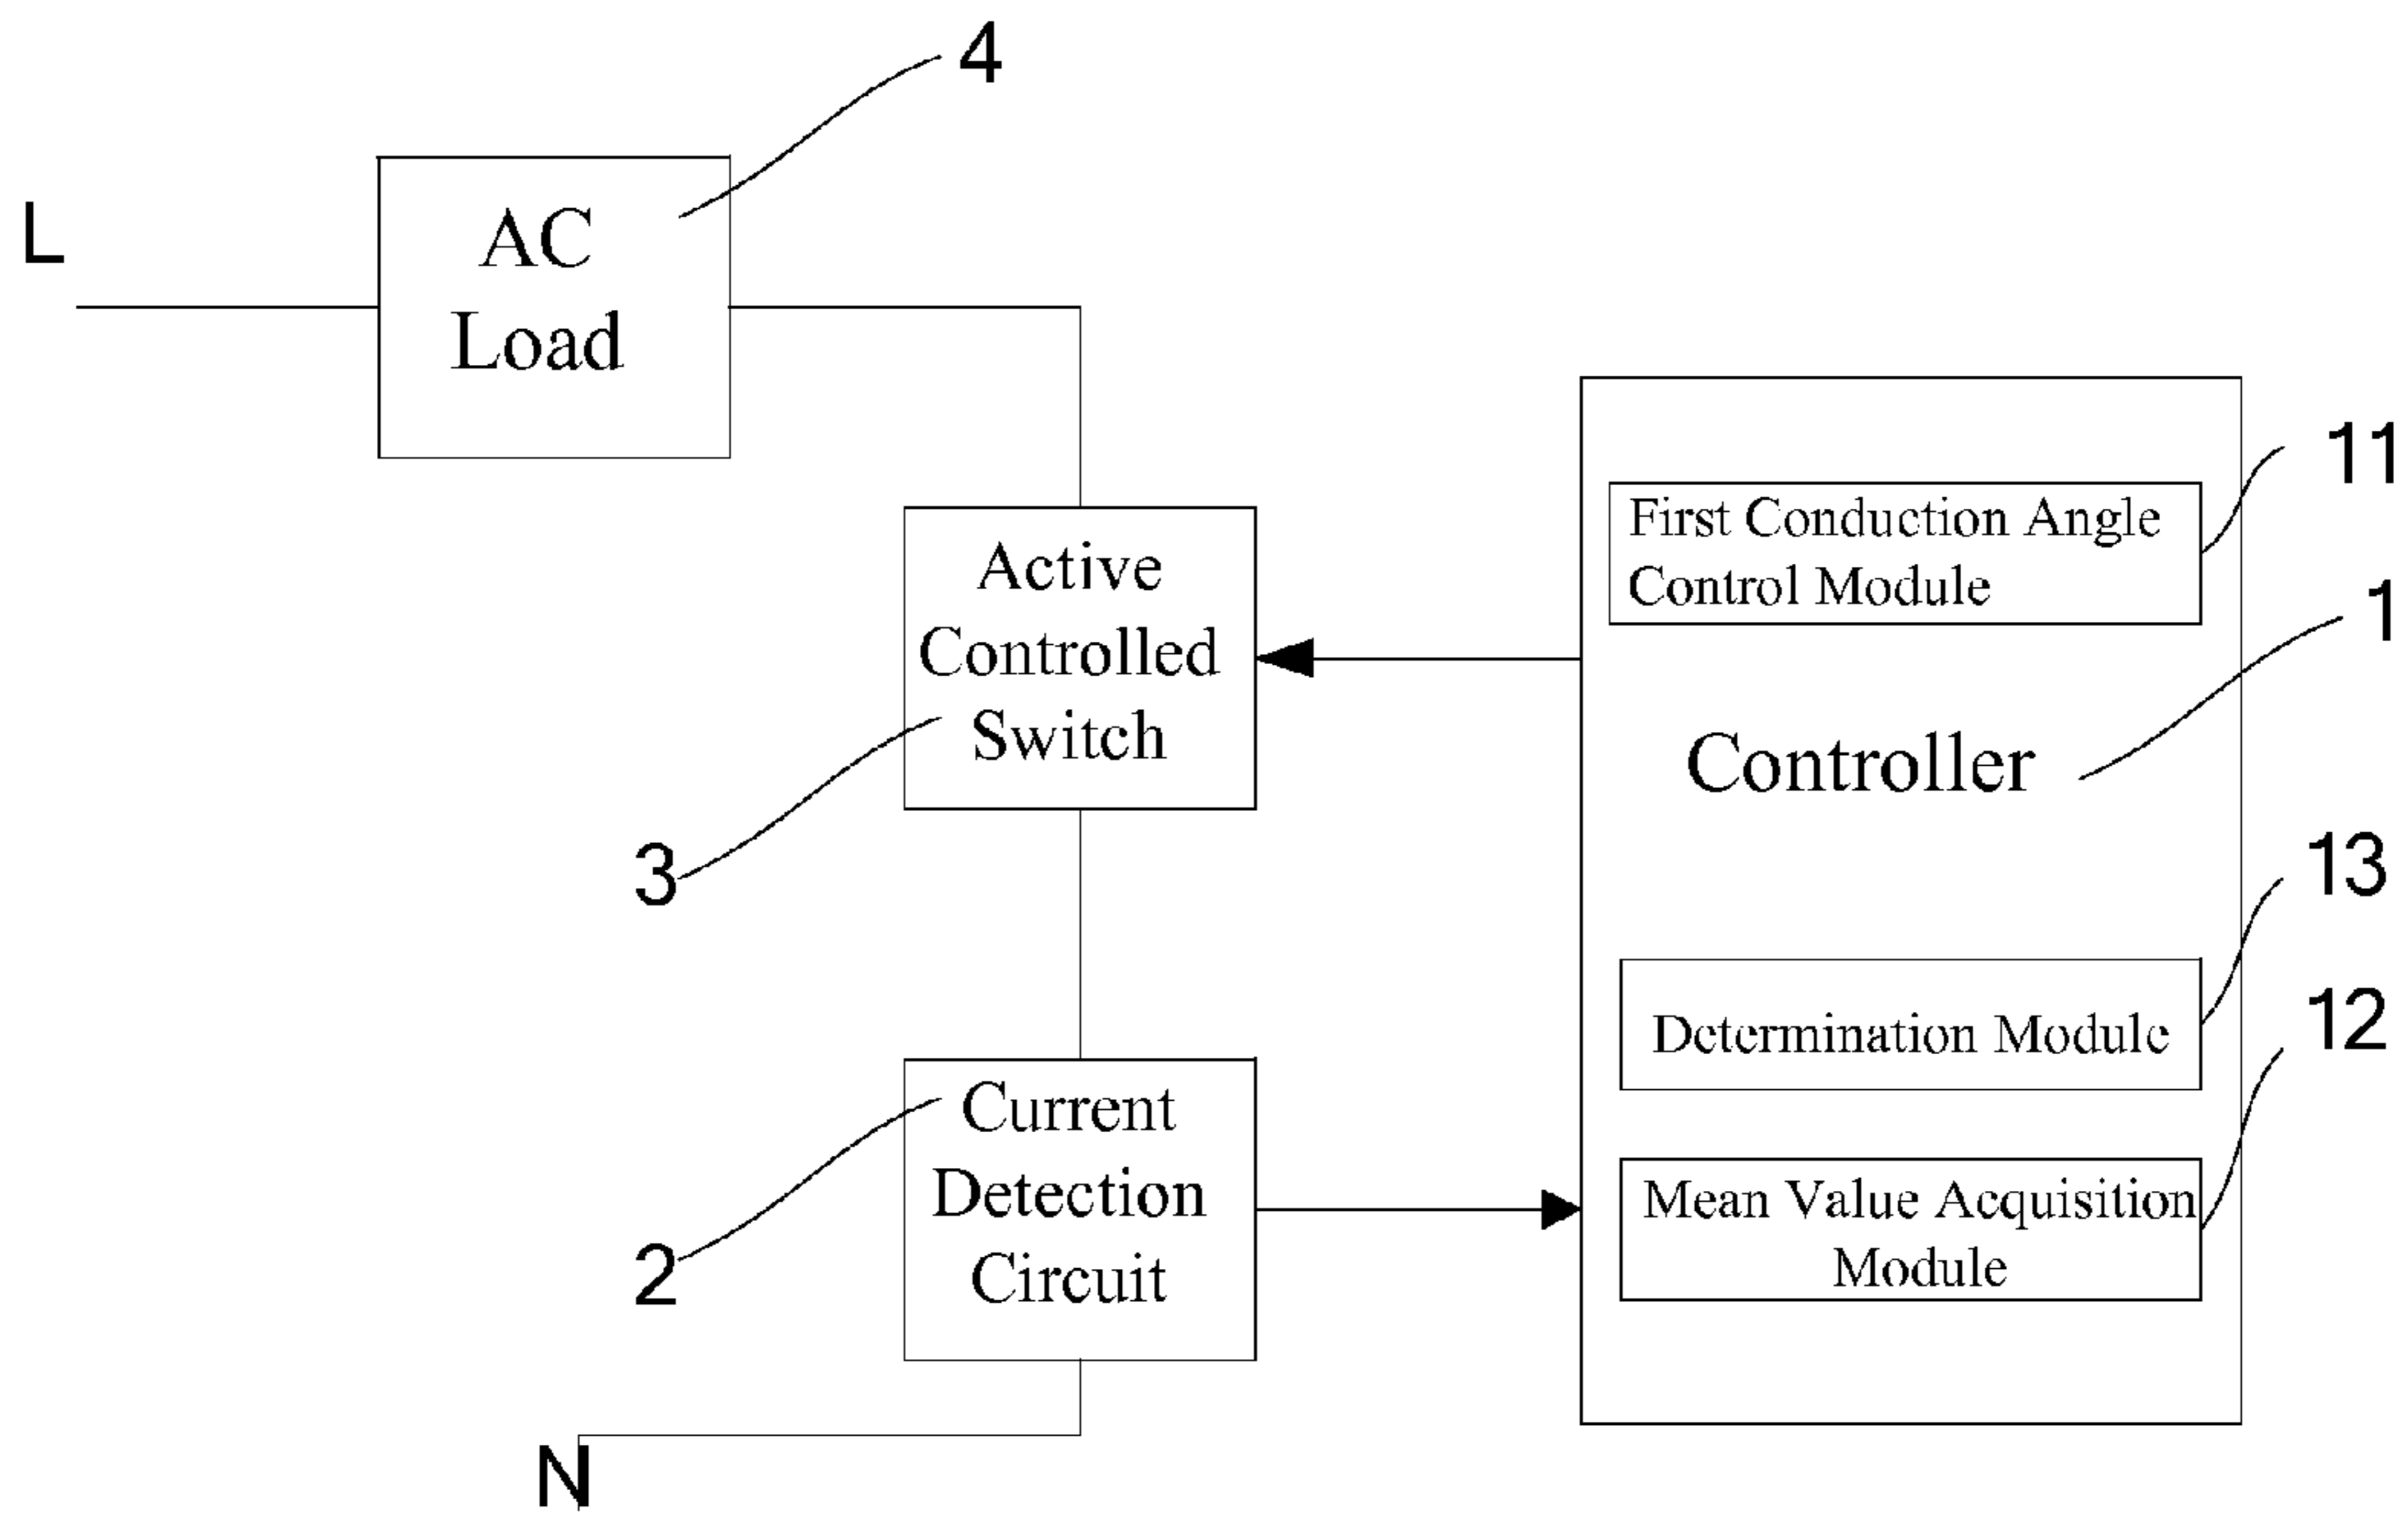 4
L
AC
Load
11
First Conduction Angle
Control Module
1
Active
Controlled
Switch
Controller
3
13
Determination Module
12
Current
Detection
Circuit
2
Mean Value Acquisition
Module
N